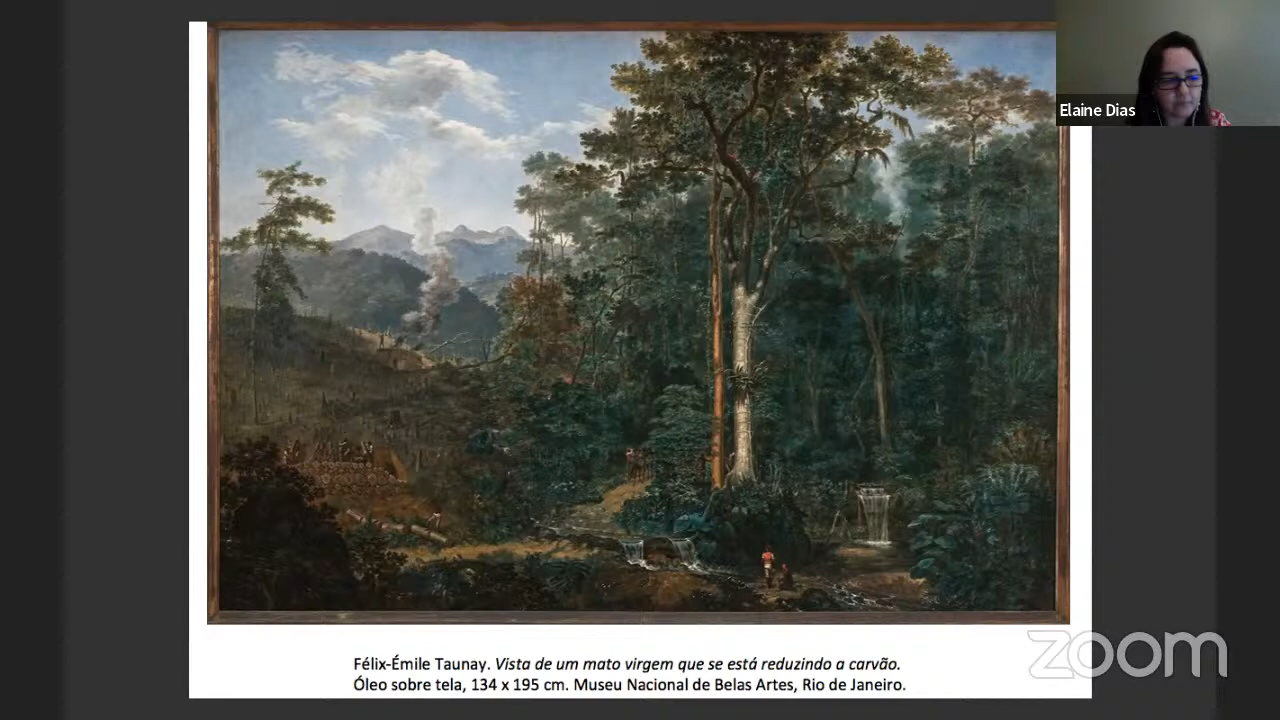 Elaine Dias
Félix-Émile Taunay. Vista de um mato virgem que se está reduzindo a carvão.
Óleo sobre tela, 134 x 195 cm. Museu Nacional de Belas Artes, Rio de Janeiro.
zoom